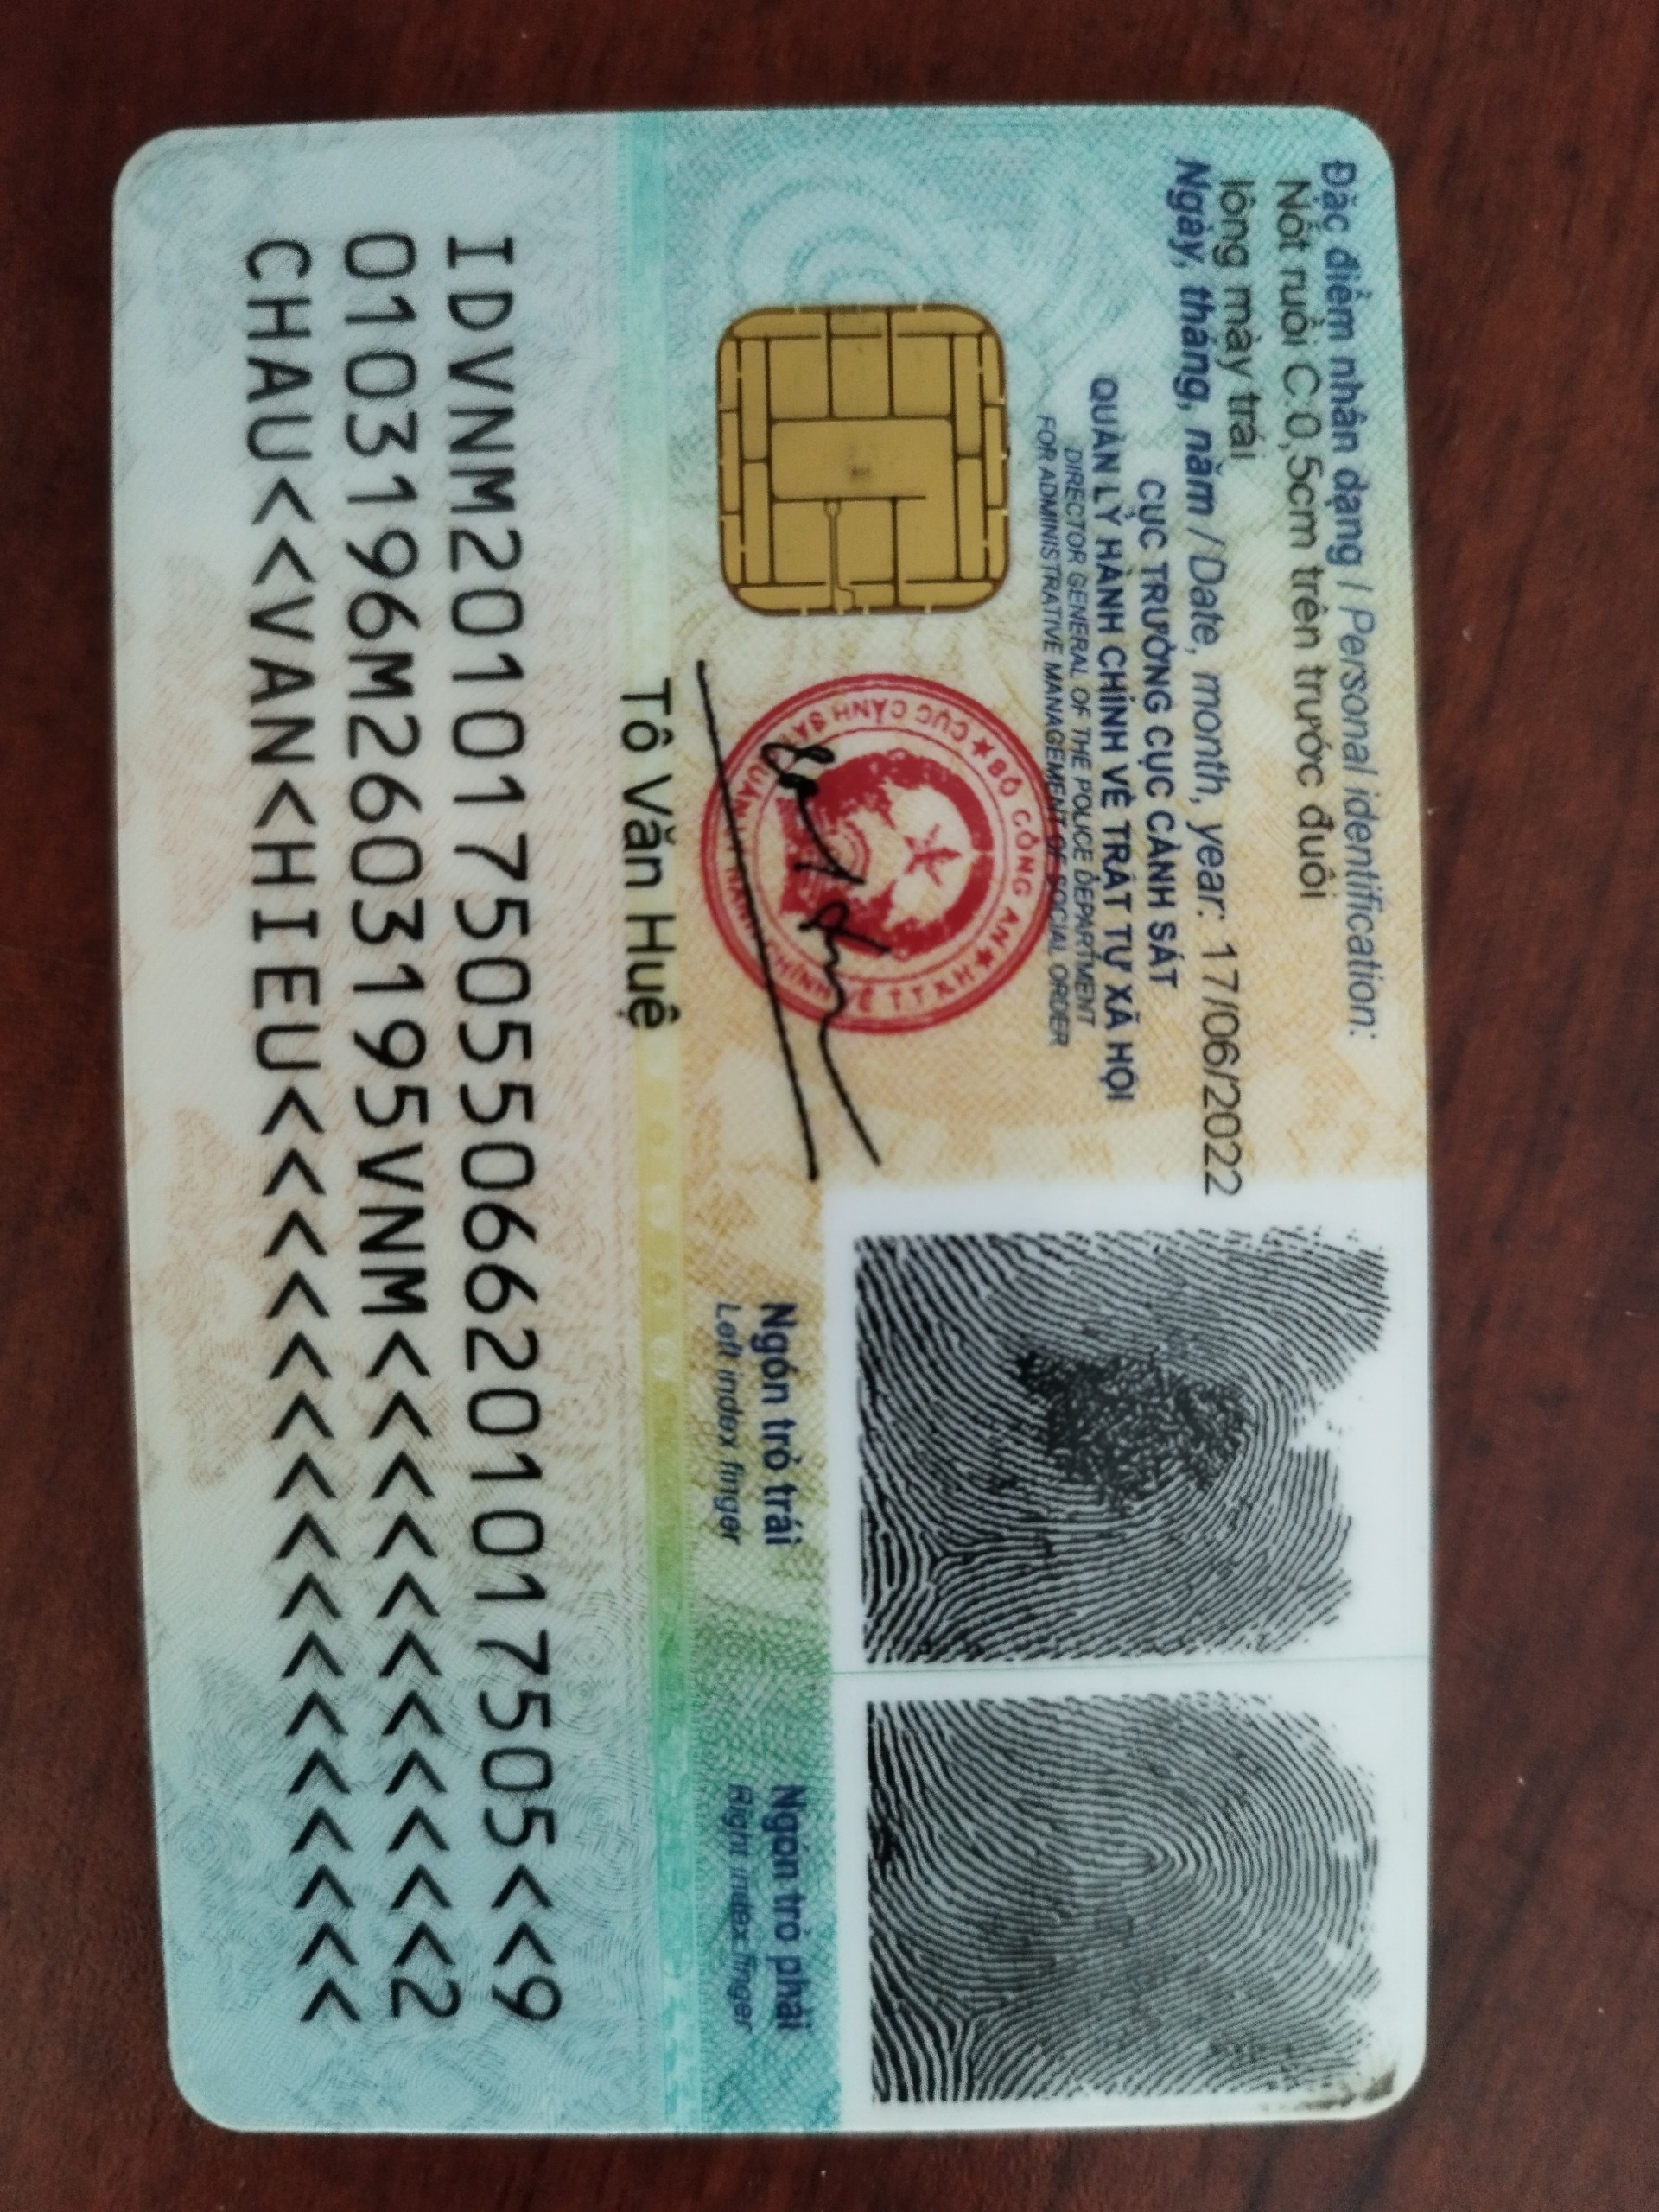 Đặc điểm nhân dạng / Personal identification:
Nốt ruồi C:0,5cm trên trước đuôi
lông mày trái
Ngày, tháng, năm / Date, month, year: 17/06/2022
CỤC TRƯỞNG CỤC CẢNH SÁT
QUẢN LÝ HÀNH CHÍNH VỀ TRẬT TỰ XÃ HỘI
DIRECTOR GENERAL OF THE POLICE DEPARTMENT
FOR ADMINISTRATIVE MANAGEMENT OF SOCIAL ORDER
★ BỘ CÔNG AN ★
CỤC CẢNH SÁT QUẢN LÝ HÀNH CHÍNH VỀ TTXH
Tô Văn Huệ
Ngón trỏ trái
Left index finger
Ngón trỏ phải
Right index finger
IDVNM2010175055066201017505<<9
0103196M2603195VNM<<<<<<<<<<<2
CHAU<<VAN<HIEU<<<<<<<<<<<<<<<<